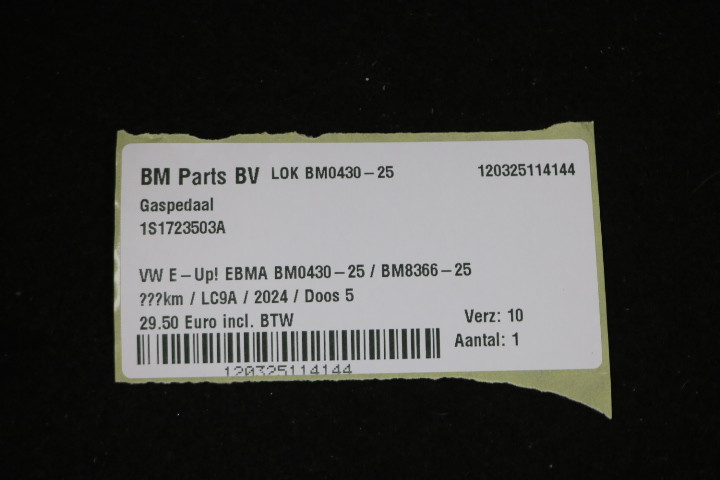 BM Parts BV LOK BM0430-25 120325114144
Gaspedaal
1S1723503A
VW E-Up! EBMA BM0430-25 / BM8366-25
???km / LC9A / 2024 / Doos 5
29.50 Euro incl. BTW Verz: 10
Aantal: 1
120325114144